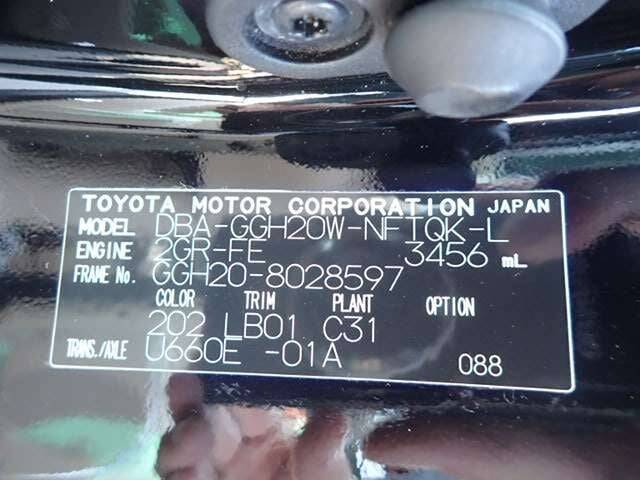 TOYOTA MOTOR CORPORATION JAPAN
MODEL DBA-GGH20W-NFTQK-L
ENGINE 2GR-FE 3456 mL
FRAME No. GGH20-8028597
COLOR TRIM PLANT OPTION
202 LB01 C31
TRANS./AXLE U660E -01A 088